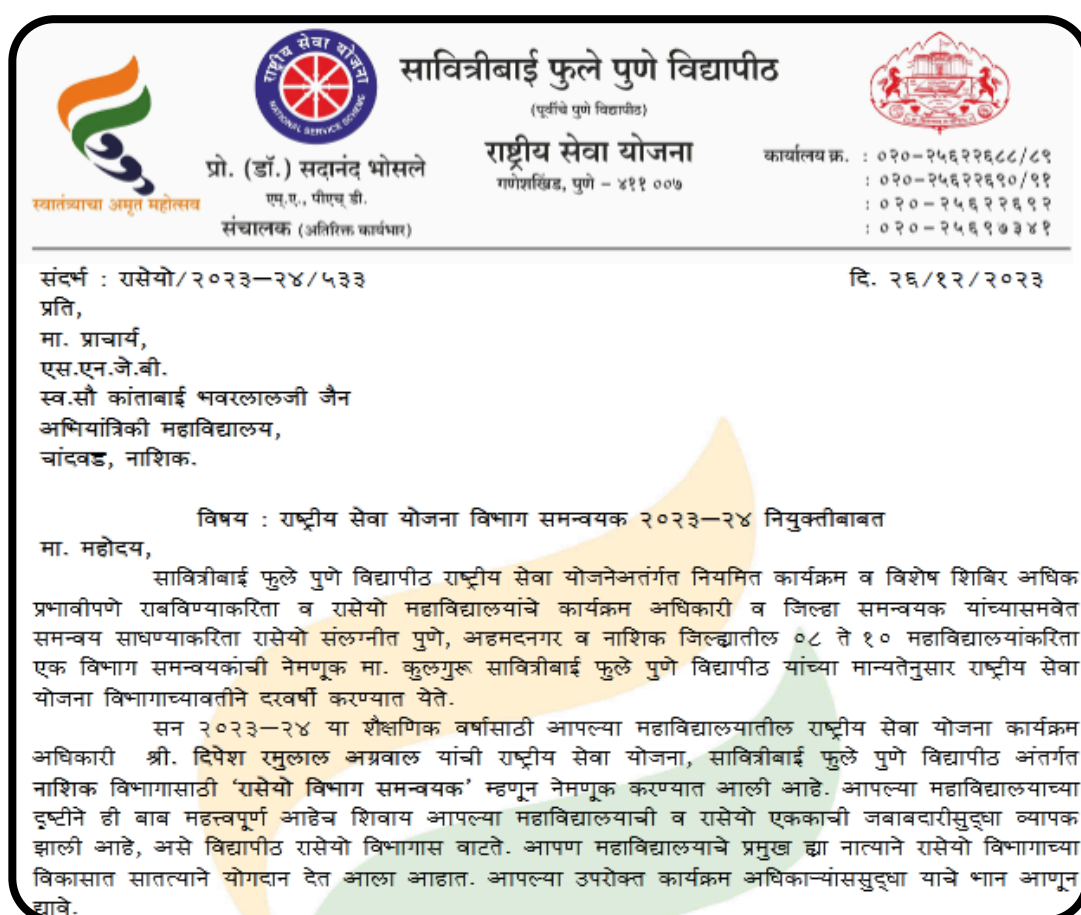 राष्ट्रीय सेवा योजना
NATIONAL SERVICE SCHEME
सावित्रीबाई फुले पुणे विद्यापीठ
(पूर्वीचे पुणे विद्यापीठ)
राष्ट्रीय सेवा योजना
गणेशखिंड, पुणे – ४११ ००७
स्वातंत्र्याचा अमृत महोत्सव
प्रो. (डॉ.) सदानंद भोसले
एम्.ए., पीएच् डी.
संचालक (अतिरिक्त कार्यभार)
कार्यालय क्र. : ०२०–२५६२२६८८/८९
: ०२०–२५६२२६९०/९१
: ०२०–२५६२२६९२
: ०२०–२५६९७३४१
संदर्भ : रासेयो/२०२३–२४/५३३ दि. २६/१२/२०२३
प्रति,
मा. प्राचार्य,
एस.एन.जे.बी.
स्व.सौ कांताबाई भवरलालजी जैन
अभियांत्रिकी महाविद्यालय,
चांदवड, नाशिक.
विषय : राष्ट्रीय सेवा योजना विभाग समन्वयक २०२३–२४ नियुक्तीबाबत
मा. महोदय,
सावित्रीबाई फुले पुणे विद्यापीठ राष्ट्रीय सेवा योजनेअतंर्गत नियमित कार्यक्रम व विशेष शिबिर अधिक
प्रभावीपणे राबविण्याकरिता व रासेयो महाविद्यालयांचे कार्यक्रम अधिकारी व जिल्हा समन्वयक यांच्यासमवेत
समन्वय साधण्याकरिता रासेयो संलग्नीत पुणे, अहमदनगर व नाशिक जिल्ह्यातील ०८ ते १० महाविद्यालयांकरिता
एक विभाग समन्वयकांची नेमणूक मा. कुलगुरू सावित्रीबाई फुले पुणे विद्यापीठ यांच्या मान्यतेनुसार राष्ट्रीय सेवा
योजना विभागाच्यावतीने दरवर्षी करण्यात येते.
सन २०२३–२४ या शैक्षणिक वर्षासाठी आपल्या महाविद्यालयातील राष्ट्रीय सेवा योजना कार्यक्रम
अधिकारी श्री. दिपेश रमुलाल अग्रवाल यांची राष्ट्रीय सेवा योजना, सावित्रीबाई फुले पुणे विद्यापीठ अंतर्गत
नाशिक विभागासाठी ‘रासेयो विभाग समन्वयक’ म्हणून नेमणूक करण्यात आली आहे. आपल्या महाविद्यालयाच्या
दृष्टीने ही बाब महत्त्वपूर्ण आहेच शिवाय आपल्या महाविद्यालयाची व रासेयो एककाची जबाबदारीसुद्धा व्यापक
झाली आहे, असे विद्यापीठ रासेयो विभागास वाटते. आपण महाविद्यालयाचे प्रमुख ह्या नात्याने रासेयो विभागाच्या
विकासात सातत्याने योगदान देत आला आहात. आपल्या उपरोक्त कार्यक्रम अधिकाऱ्यांससुद्धा याचे भान आणून
द्यावे.